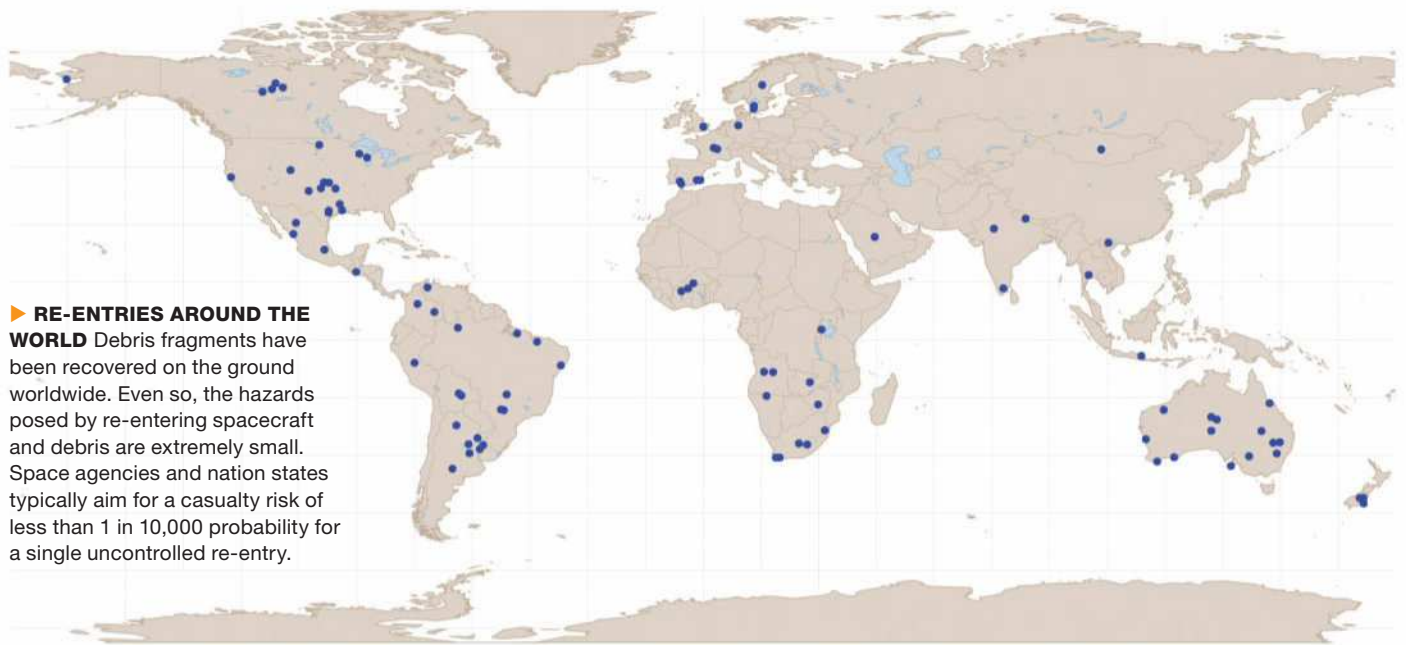 ▶ RE-ENTRIES AROUND THE
WORLD Debris fragments have
been recovered on the ground
worldwide. Even so, the hazards
posed by re-entering spacecraft
and debris are extremely small.
Space agencies and nation states
typically aim for a casualty risk of
less than 1 in 10,000 probability for
a single uncontrolled re-entry.